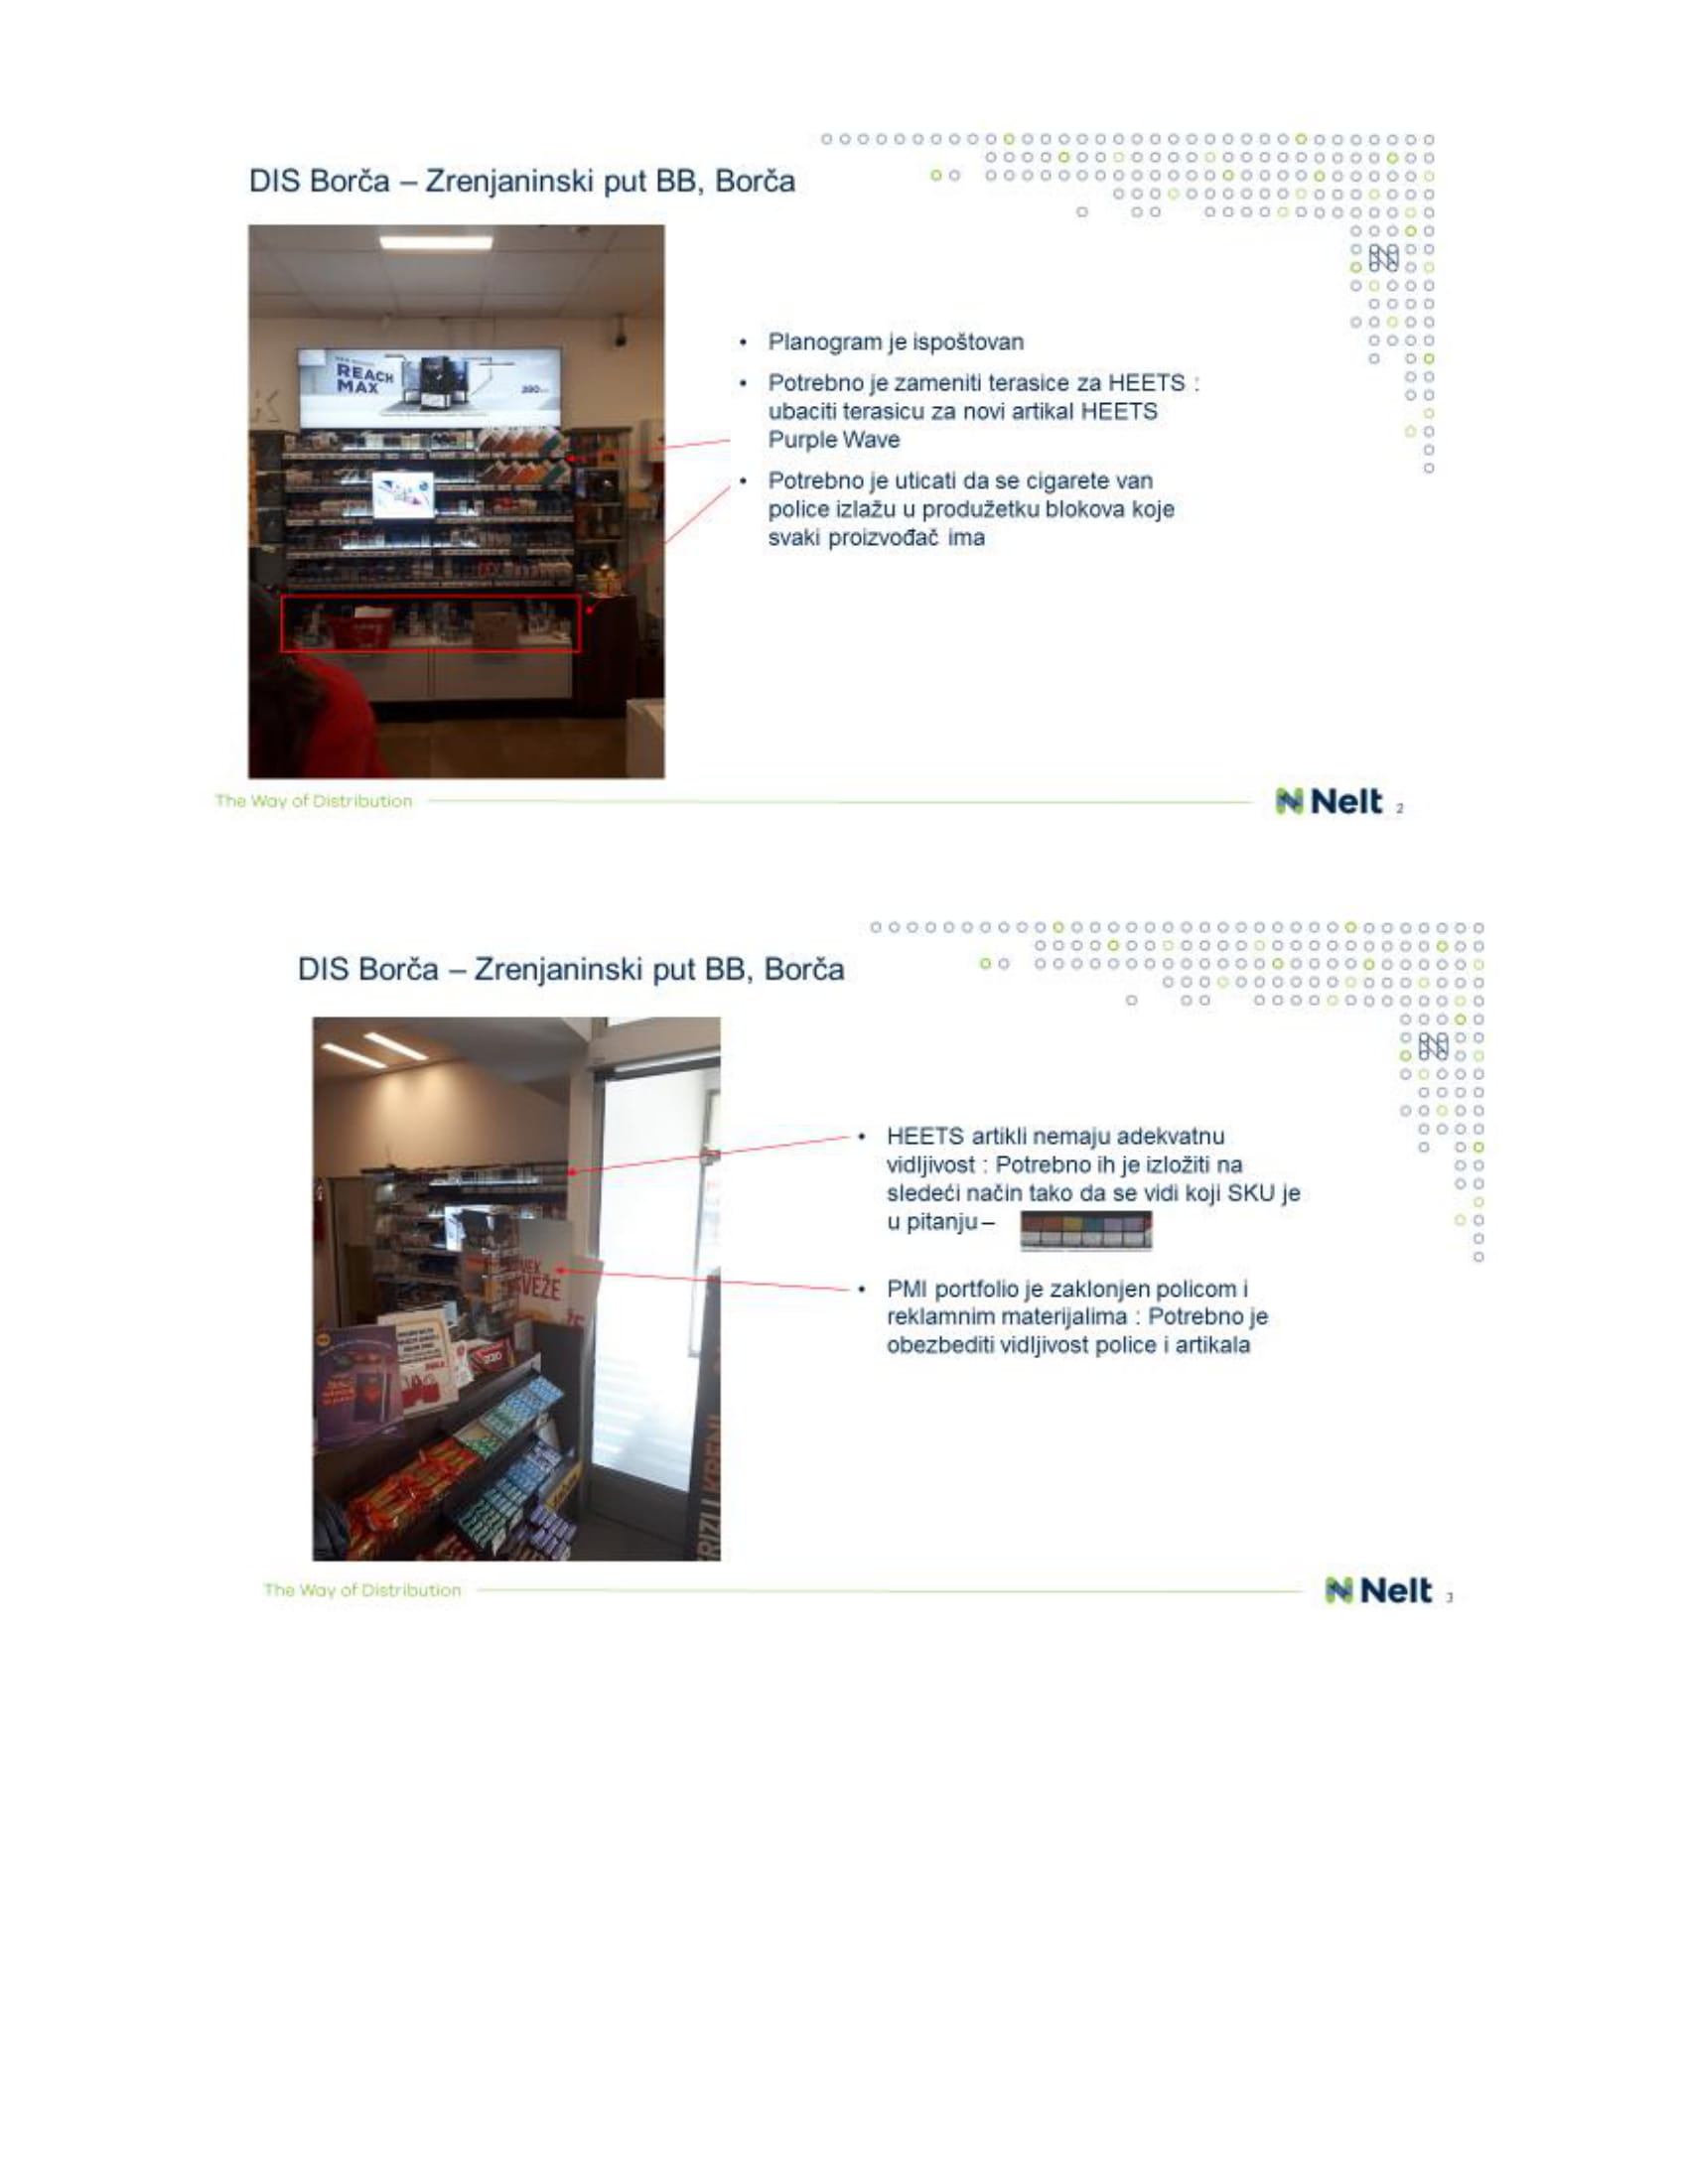 DIS Borča – Zrenjaninski put BB, Borča
REACH
MAX
• Planogram je ispoštovan
• Potrebno je zameniti terasice za HEETS :
ubaciti terasicu za novi artikal HEETS
Purple Wave
• Potrebno je uticati da se cigarete van
police izlažu u produžetku blokova koje
svaki proizvođač ima
The Way of Distribution
Nelt 2
DIS Borča – Zrenjaninski put BB, Borča
• HEETS artikli nemaju adekvatnu
vidljivost : Potrebno ih je izložiti na
sledeći način tako da se vidi koji SKU je
u pitanju –
• PMI portfolio je zaklonjen policom i
reklamnim materijalima : Potrebno je
obezbediti vidljivost police i artikala
The Way of Distribution
Nelt 3